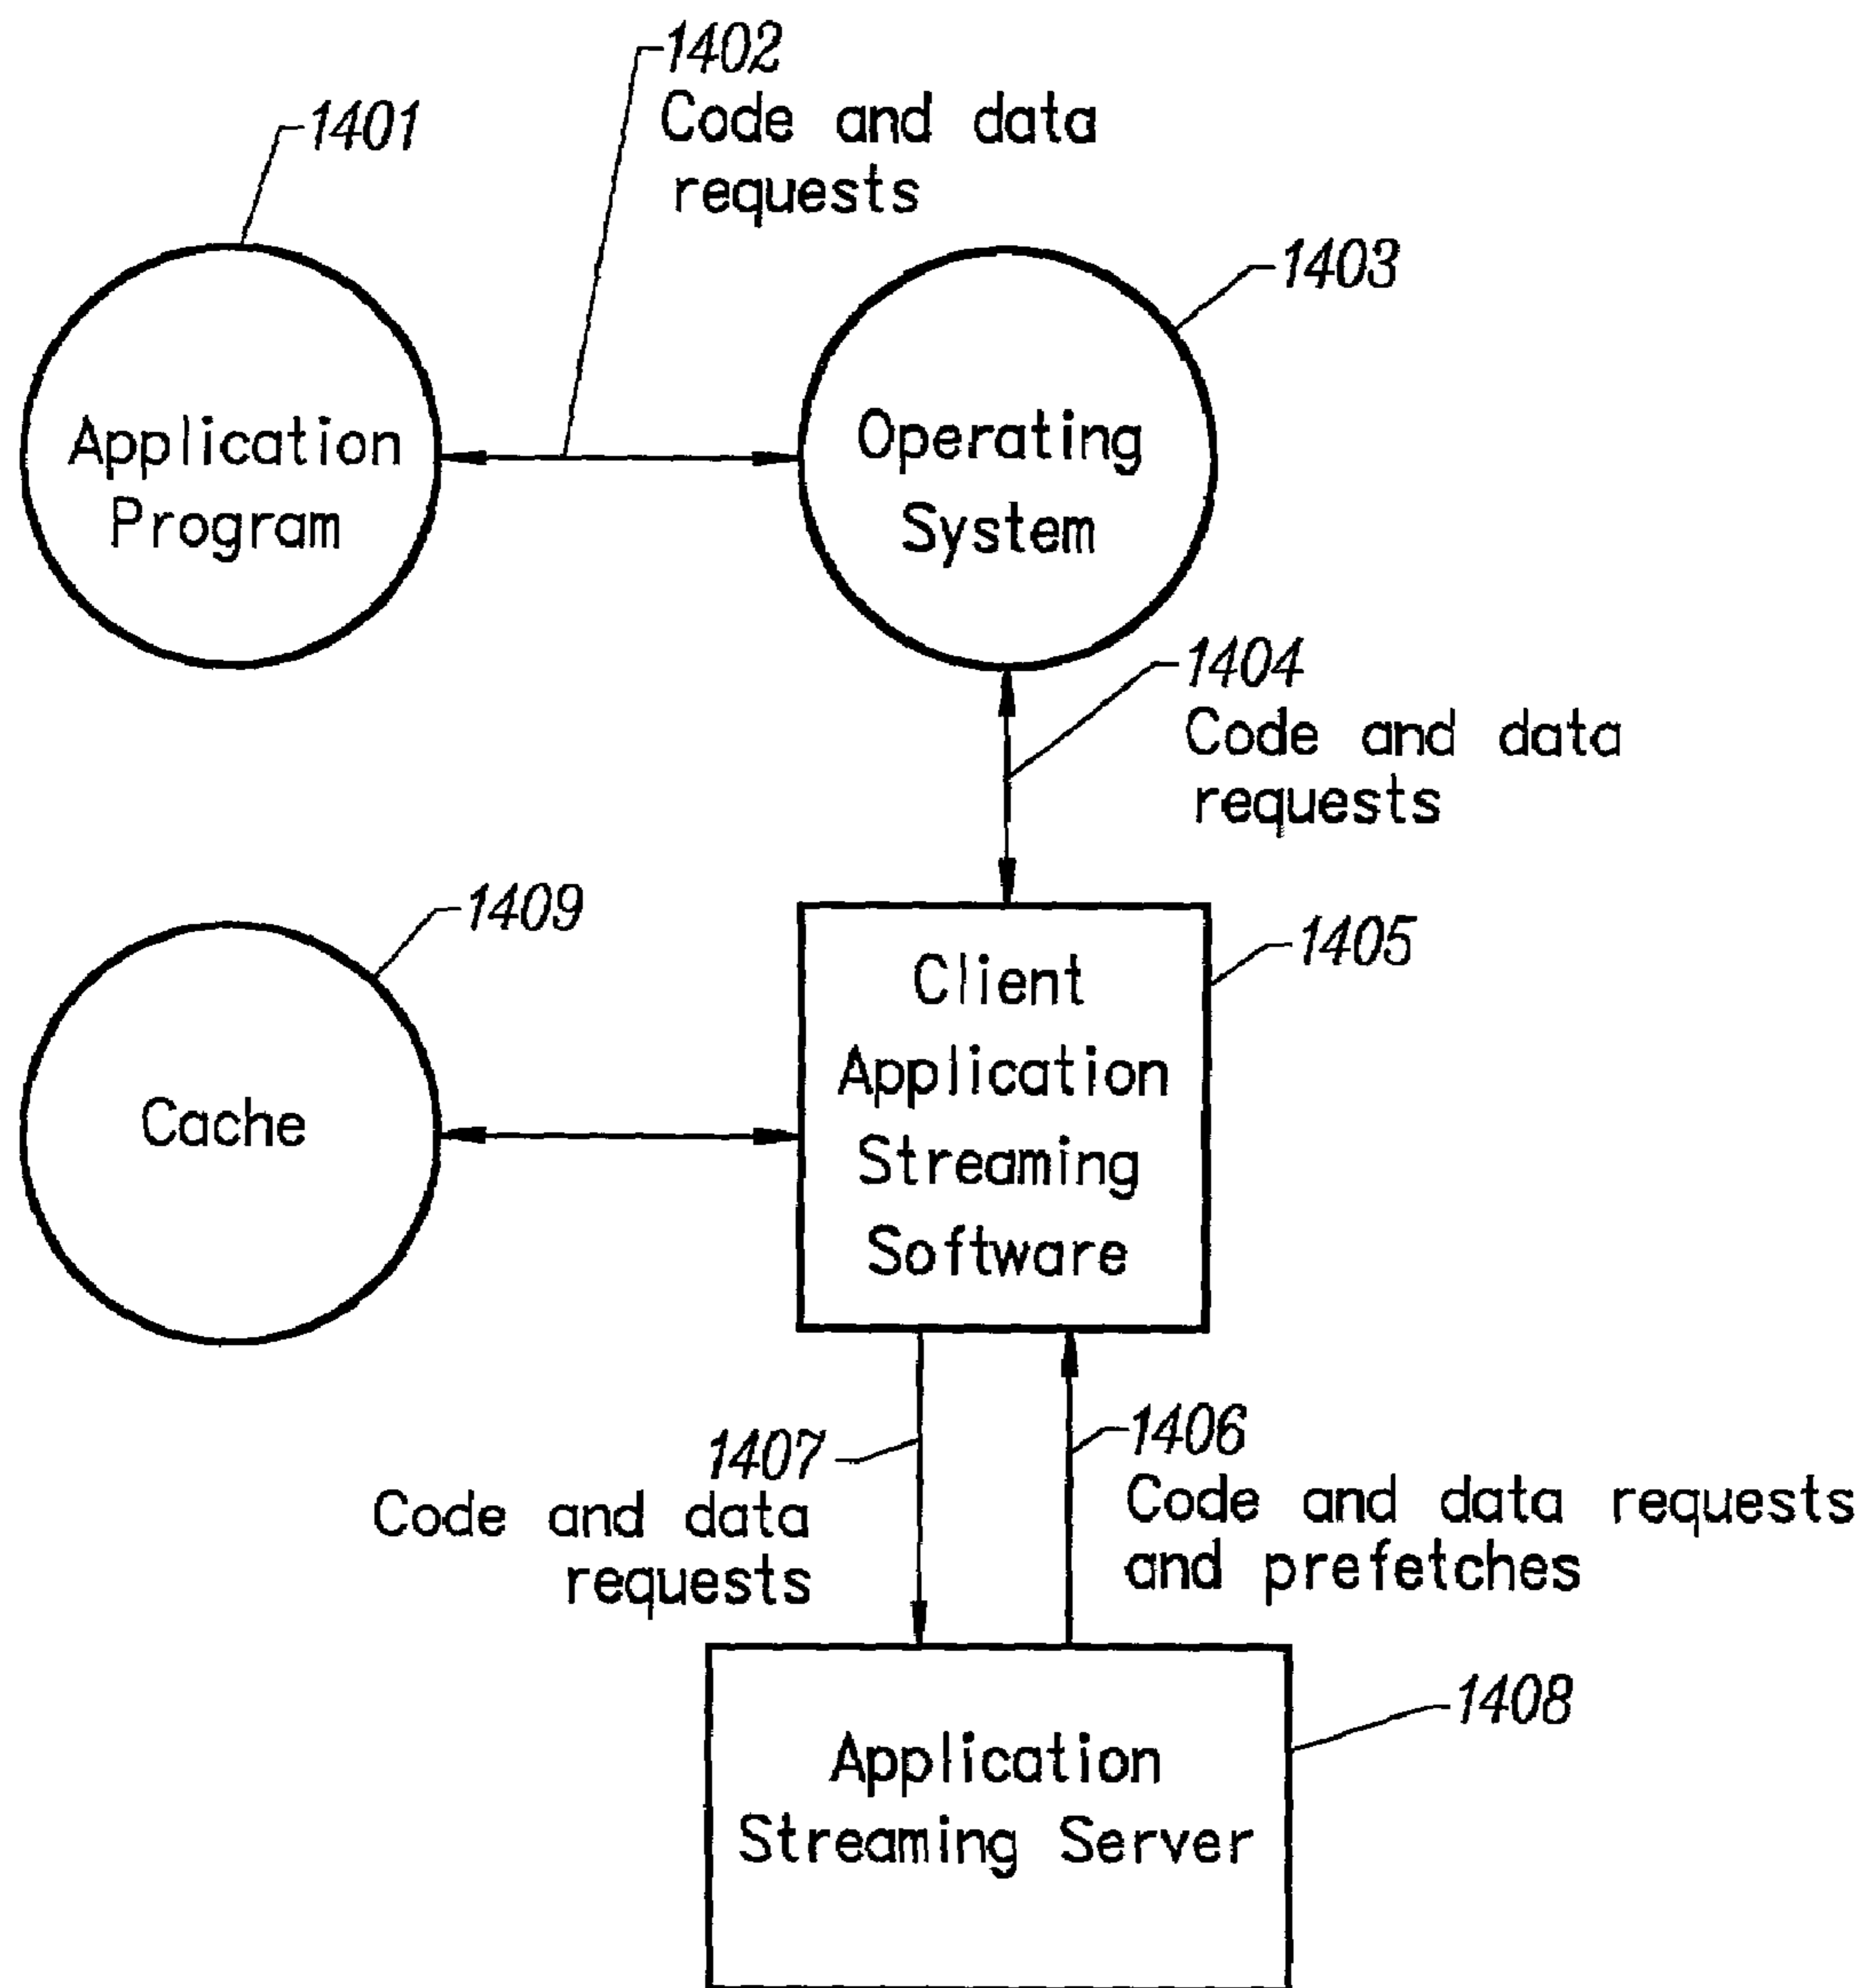 1402
Code and data
requests
1401
1403
Application
Program
Operating
System
1404
Code and data
requests
1409
1405
Cache
Client
Application
Streaming
Software
1407
Code and data
requests
1406
Code and data requests
and prefetches
1408
Application
Streaming Server